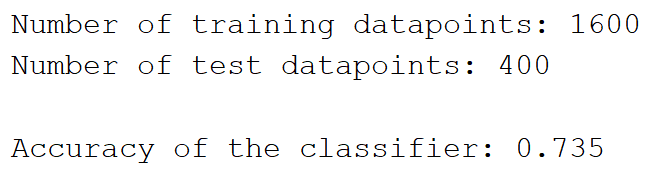 Number of training datapoints: 1600
Number of test datapoints: 400
Accuracy of the classifier: 0.735